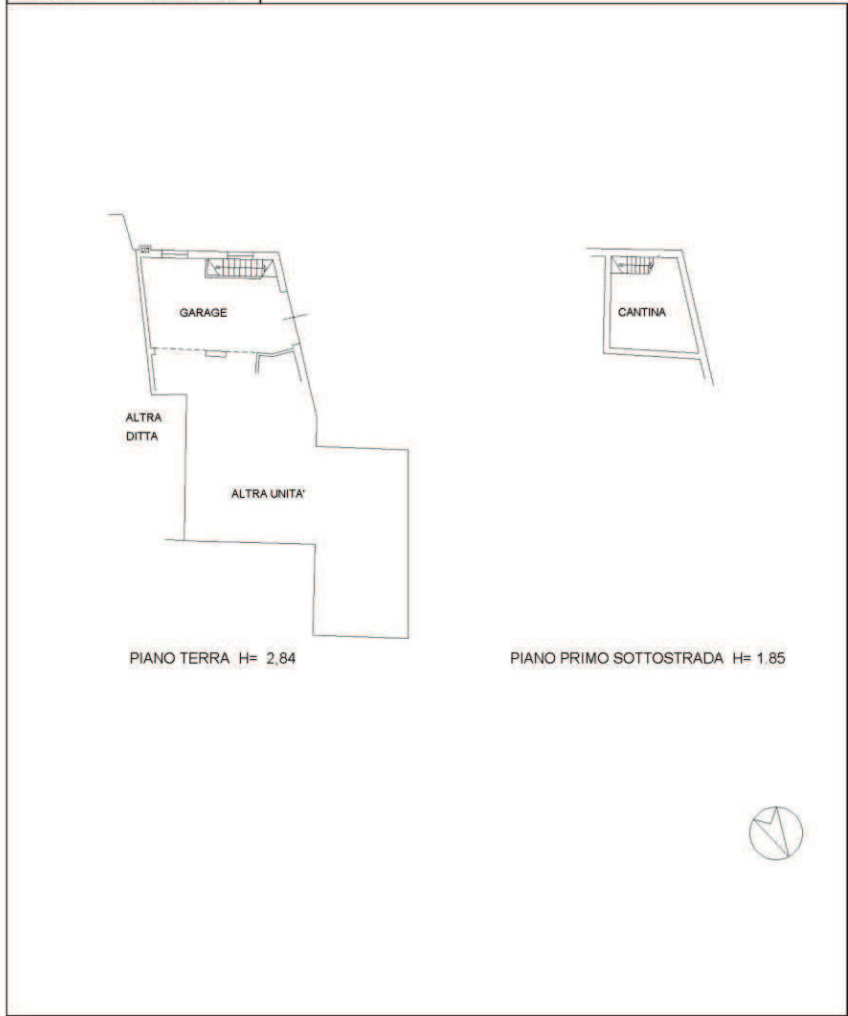 GARAGE
CANTINA
ALTRA
DITTA
ALTRA UNITA'
PIANO TERRA H= 2,84
PIANO PRIMO SOTTOSTRADA H= 1.85